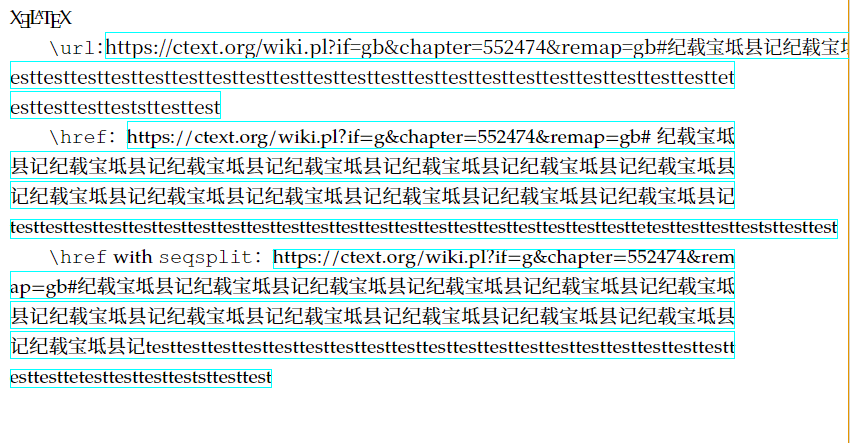 XƎLATEX
\url:https://ctext.org/wiki.pl?if=gb&chapter=552474&remap=gb#纪载宝坻县记纪载宝坻
esttesttesttesttesttesttesttesttesttesttesttesttesttesttesttesttesttesttesttesttesttet
esttesttestteststtesttest
\href: https://ctext.org/wiki.pl?if=g&chapter=552474&remap=gb# 纪载宝坻
县记纪载宝坻县记纪载宝坻县记纪载宝坻县记纪载宝坻县记纪载宝坻县记纪载宝坻县
记纪载宝坻县记纪载宝坻县记纪载宝坻县记纪载宝坻县记纪载宝坻县记纪载宝坻县记
testtesttesttesttesttesttesttesttesttesttesttesttesttesttesttesttesttesttesttesttesttetesttesttestteststtesttest
\href with seqsplit: https://ctext.org/wiki.pl?if=g&chapter=552474&rem
ap=gb#纪载宝坻县记纪载宝坻县记纪载宝坻县记纪载宝坻县记纪载宝坻县记纪载宝坻
县记纪载宝坻县记纪载宝坻县记纪载宝坻县记纪载宝坻县记纪载宝坻县记纪载宝坻县
记纪载宝坻县记testtesttesttesttesttesttesttesttesttesttesttesttesttesttesttesttesttesttestt
esttesttetesttesttestteststtesttest